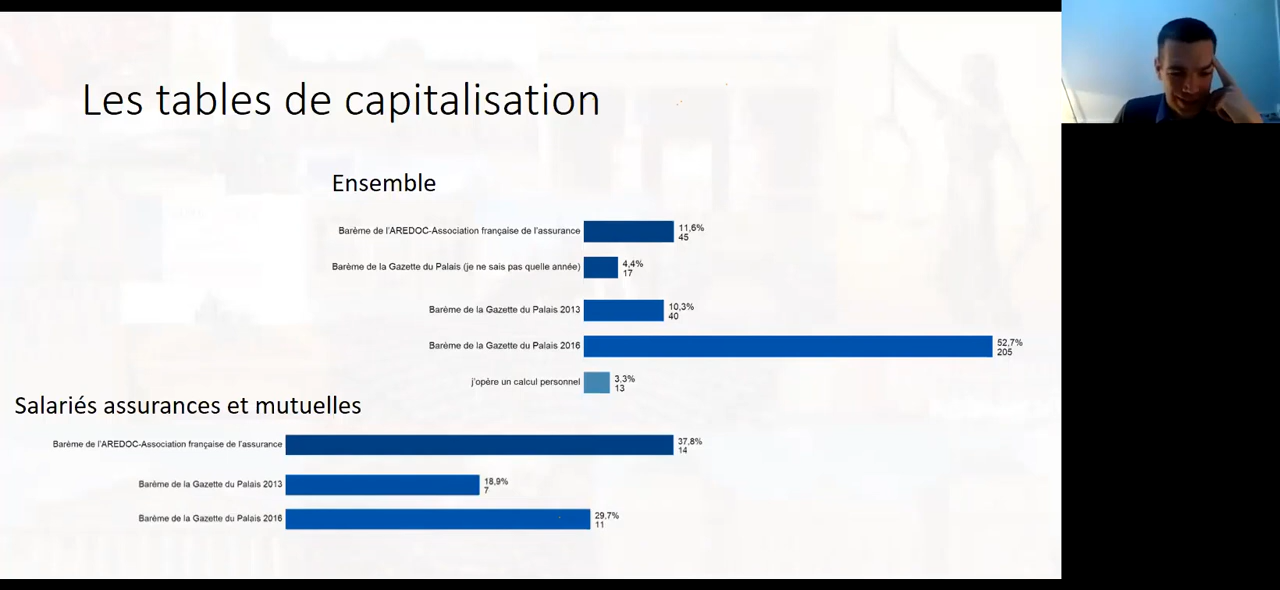 Les tables de capitalisation
Ensemble
Barème de l'AREDOC-Association française de l'assurance
11,6%
45
Barème de la Gazette du Palais (je ne sais pas quelle année)
4,4%
17
Barème de la Gazette du Palais 2013
10,3%
40
Barème de la Gazette du Palais 2016
52,7%
205
j'opère un calcul personnel
3,3%
13
Salariés assurances et mutuelles
Barème de l'AREDOC-Association française de l'assurance
37,8%
14
Barème de la Gazette du Palais 2013
18,9%
7
Barème de la Gazette du Palais 2016
29,7%
11